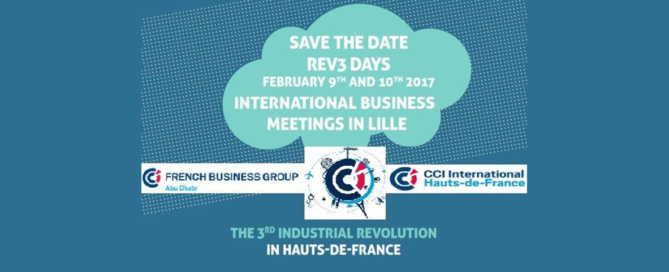 SAVE THE DATE
REV3 DAYS
FEBRUARY 9TH AND 10TH 2017
INTERNATIONAL BUSINESS
MEETINGS IN LILLE
FRENCH BUSINESS GROUP
Abu Dhabi
CCI
CCI International
Hauts-de-France
THE 3RD INDUSTRIAL REVOLUTION
IN HAUTS-DE-FRANCE